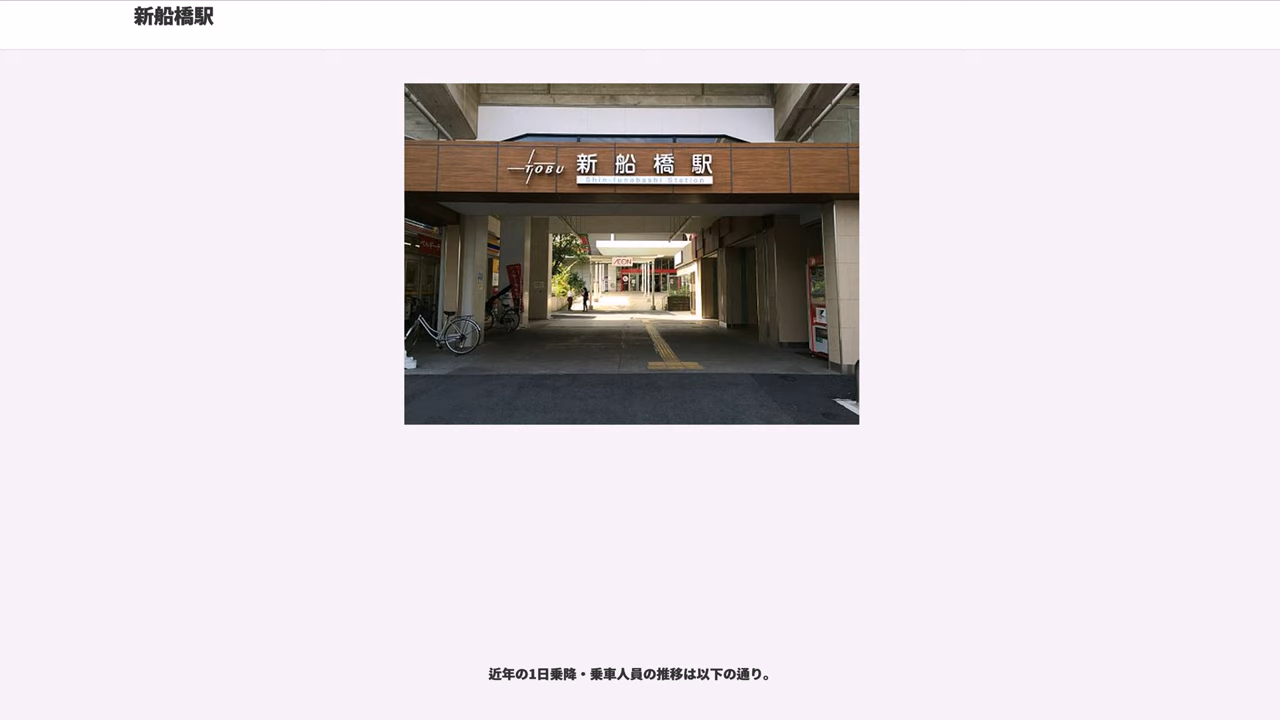 新船橋駅
TOBU 新船橋駅
Shin-funabashi Station
ÆON
近年の1日乗降・乗車人員の推移は以下の通り。